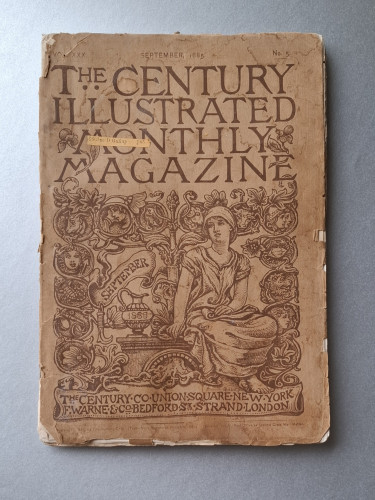 SEPTEMBER, 1885. No. 5.
THE CENTURY
ILLUSTRATED
MONTHLY
MAGAZINE
SEPTEMBER
THE·CENTURY·CO·UNION·SQUARE·NEW·YORK
F.WARNE·&·CO·BEDFORD·ST·STRAND·LONDON